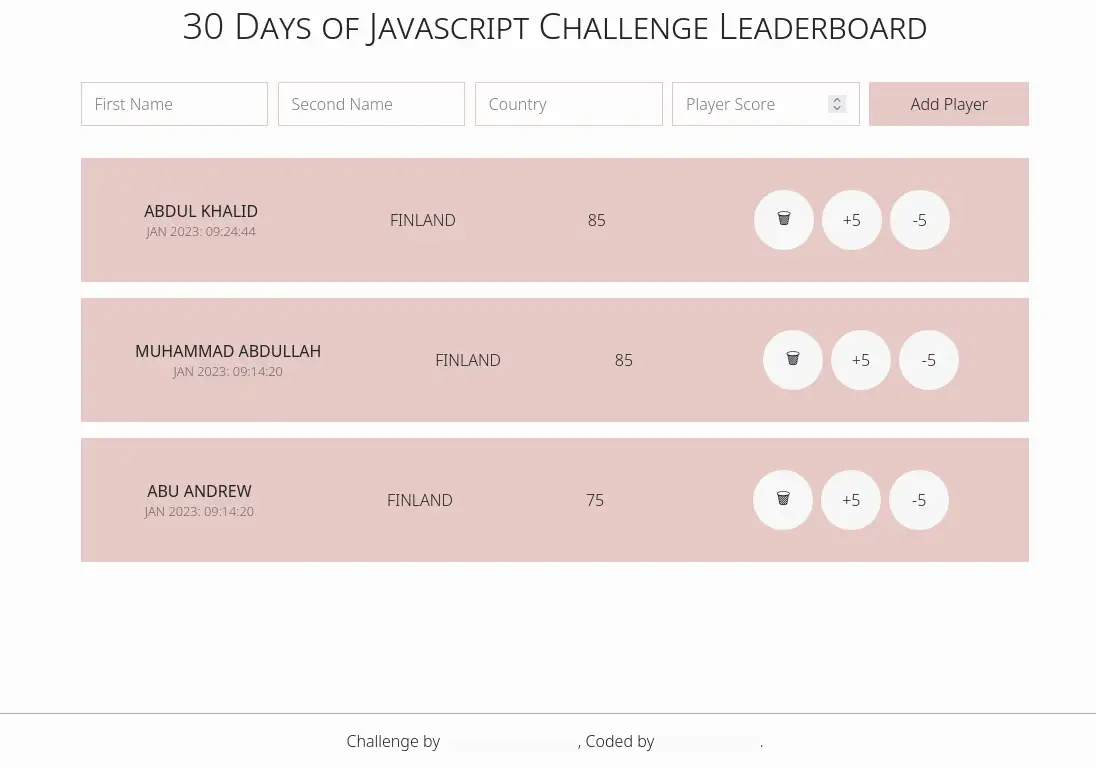 30 Days of Javascript Challenge Leaderboard
First Name Second Name Country Player Score Add Player
ABDUL KHALID
JAN 2023: 09:24:44
FINLAND 85 +5 -5
MUHAMMAD ABDULLAH
JAN 2023: 09:14:20
FINLAND 85 +5 -5
ABU ANDREW
JAN 2023: 09:14:20
FINLAND 75 +5 -5
Challenge by , Coded by .